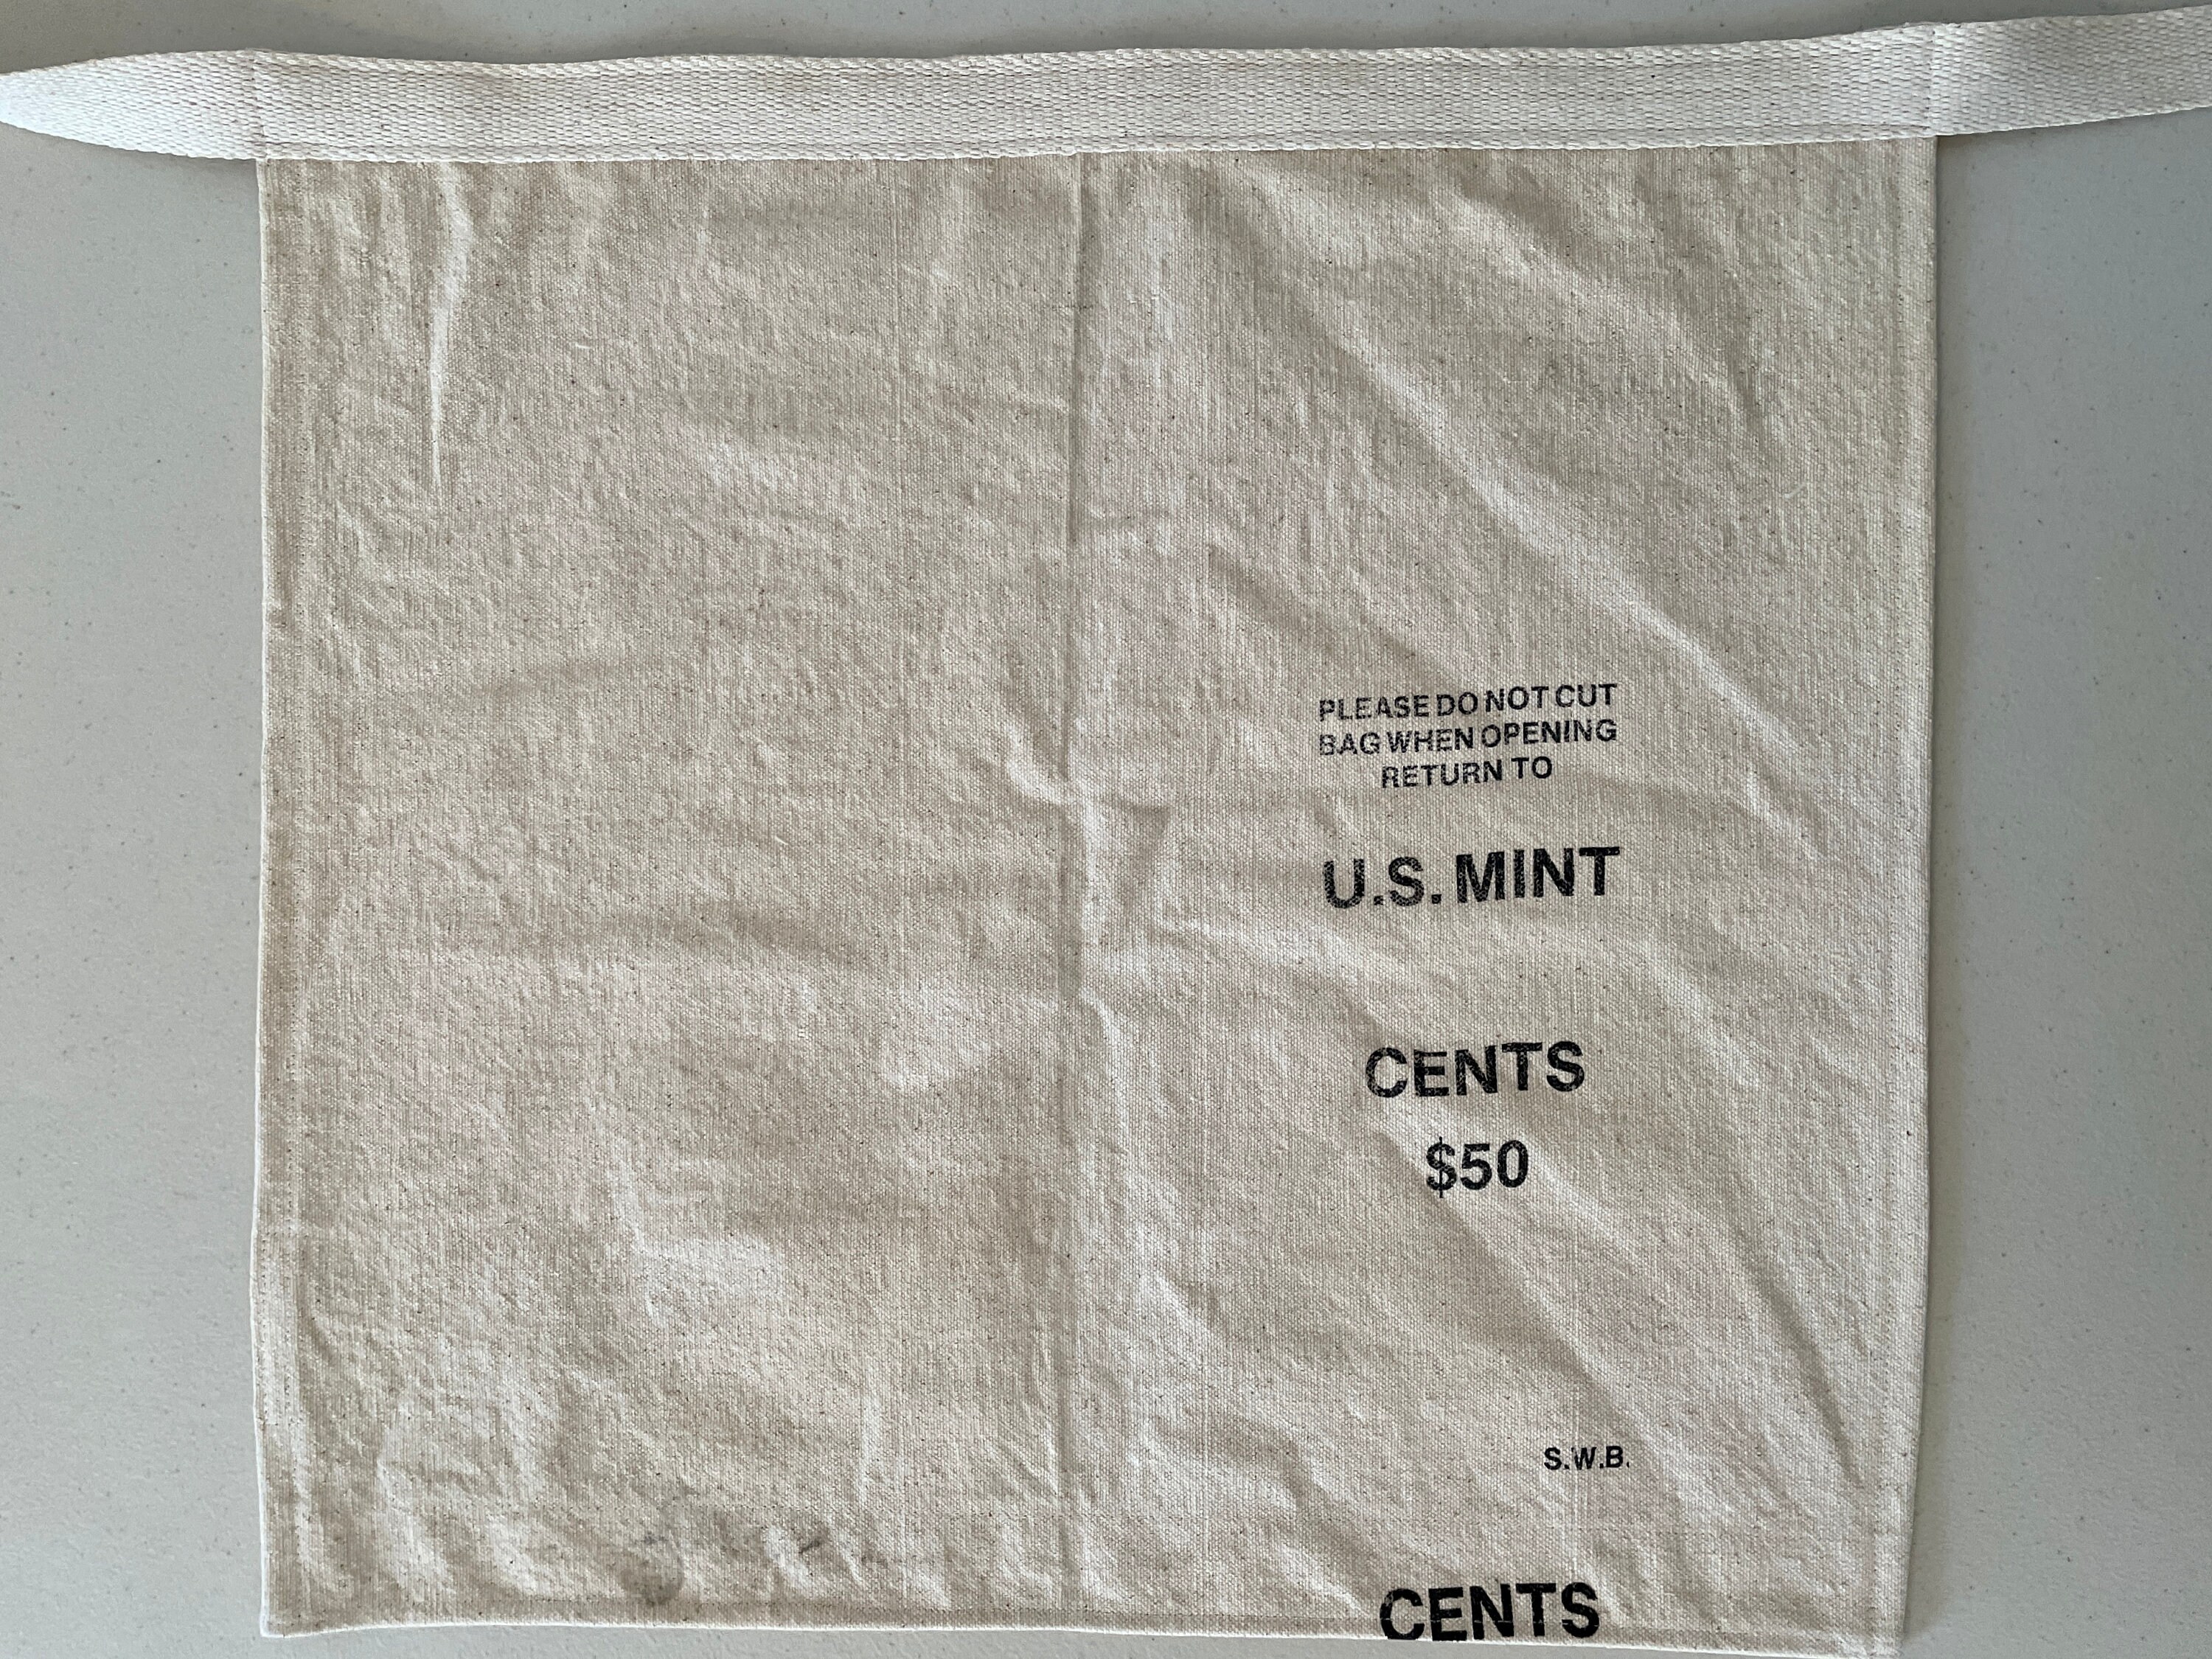 PLEASE DO NOT CUT
BAG WHEN OPENING
RETURN TO
U.S. MINT
CENTS
$50
S.W.B.
CENTS